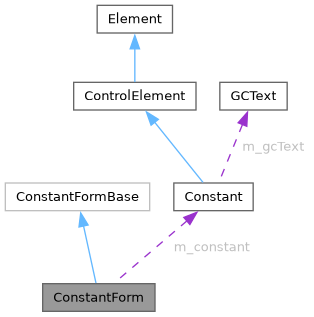 Element
ControlElement
GCText
m_gcText
ConstantFormBase
Constant
m_constant
ConstantForm